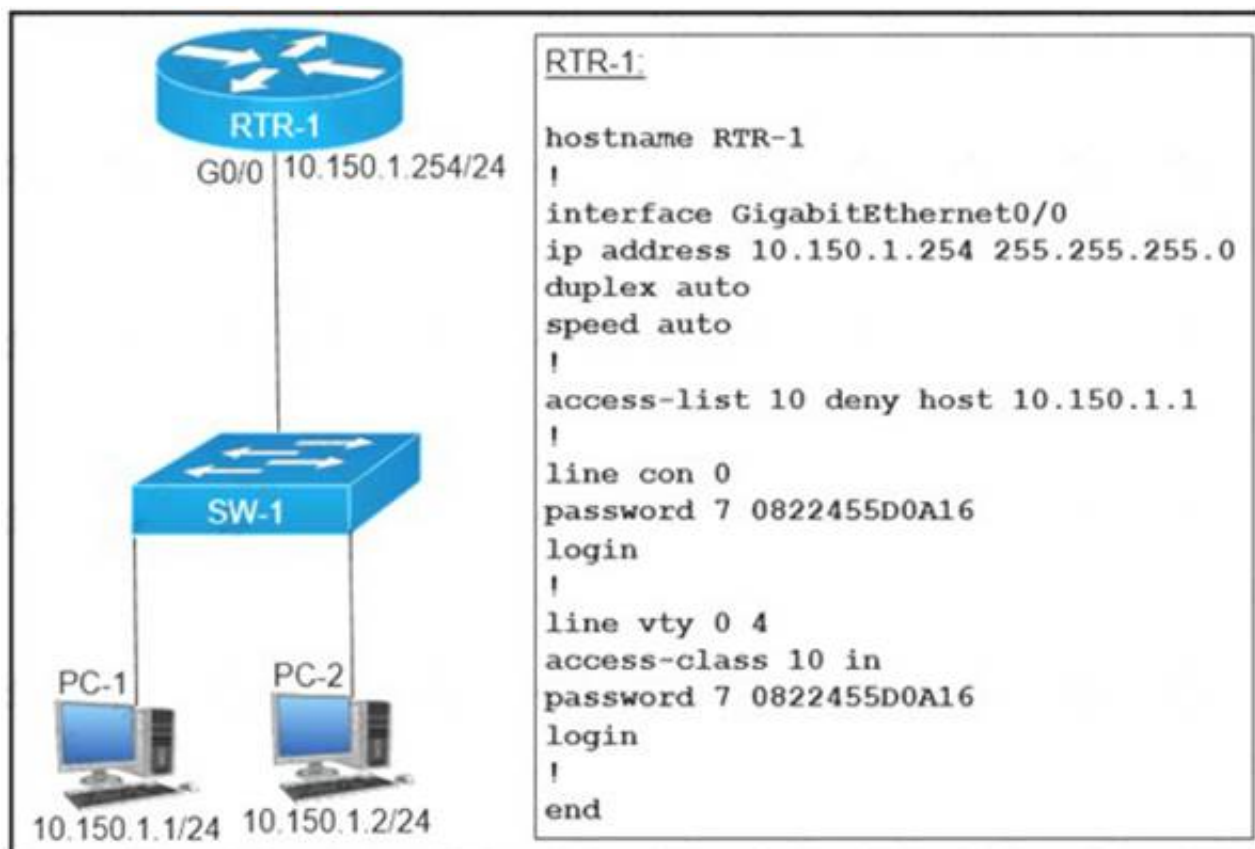 RTR-1
G0/0 10.150.1.254/24
SW-1
PC-1
PC-2
10.150.1.1/24
10.150.1.2/24
RTR-1:
hostname RTR-1
!
interface GigabitEthernet0/0
ip address 10.150.1.254 255.255.255.0
duplex auto
speed auto
!
access-list 10 deny host 10.150.1.1
!
line con 0
password 7 0822455D0A16
login
!
line vty 0 4
access-class 10 in
password 7 0822455D0A16
login
!
end